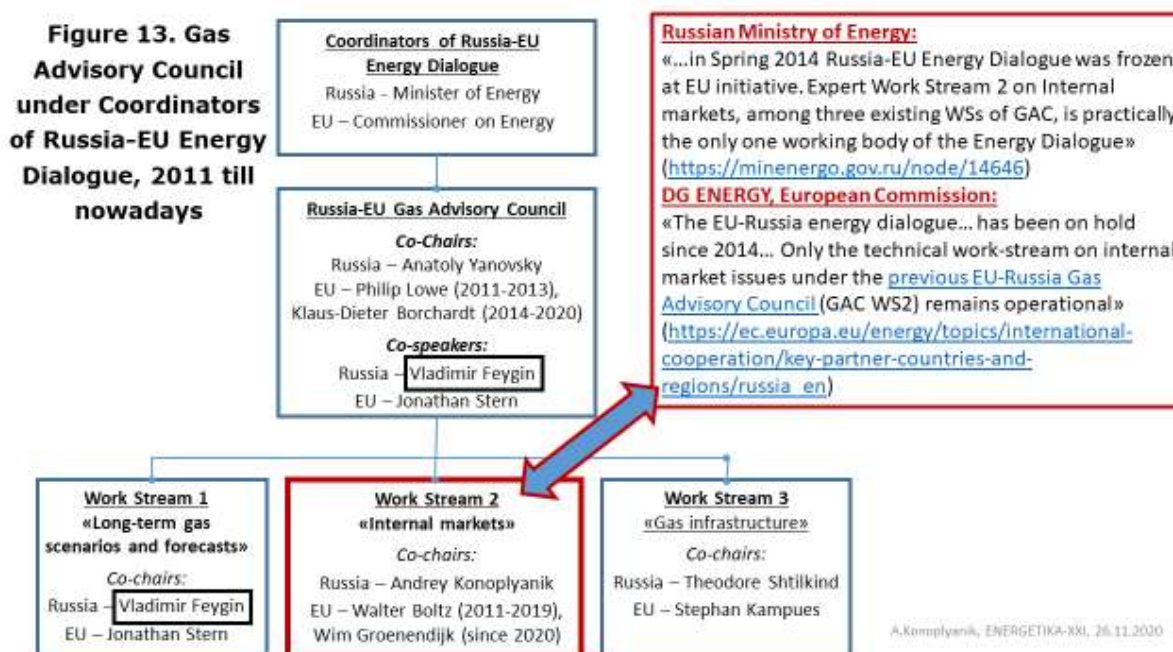 Figure 13. Gas
Advisory Council
under Coordinators
of Russia-EU Energy
Dialogue, 2011 till
nowadays
Coordinators of Russia-EU
Energy Dialogue
Russia - Minister of Energy
EU – Commissioner on Energy
Russia-EU Gas Advisory Council
Co-Chairs:
Russia – Anatoly Yanovsky
EU – Philip Lowe (2011-2013),
Klaus-Dieter Borchardt (2014-2020)
Co-speakers:
Russia – Vladimir Feygin
EU – Jonathan Stern
Russian Ministry of Energy:
«...in Spring 2014 Russia-EU Energy Dialogue was frozen
at EU initiative. Expert Work Stream 2 on Internal
markets, among three existing WSs of GAC, is practically
the only one working body of the Energy Dialogue»
(https://minenergo.gov.ru/node/14646)
DG ENERGY, European Commission:
«The EU-Russia energy dialogue... has been on hold
since 2014... Only the technical work-stream on internal
market issues under the previous EU-Russia Gas
Advisory Council (GAC WS2) remains operational»
(https://ec.europa.eu/energy/topics/international-
cooperation/key-partner-countries-and-
regions/russia_en)
Work Stream 1
«Long-term gas
scenarios and forecasts»
Co-chairs:
Russia – Vladimir Feygin
EU – Jonathan Stern
Work Stream 2
«Internal markets»
Co-chairs:
Russia – Andrey Konoplyanik
EU – Walter Boltz (2011-2019),
Wim Groenendijk (since 2020)
Work Stream 3
«Gas infrastructure»
Co-chairs:
Russia – Theodore Shtilkind
EU – Stephan Kampues
A.Konoplyanik, ENERGETIKA-XXI, 26.11.2020